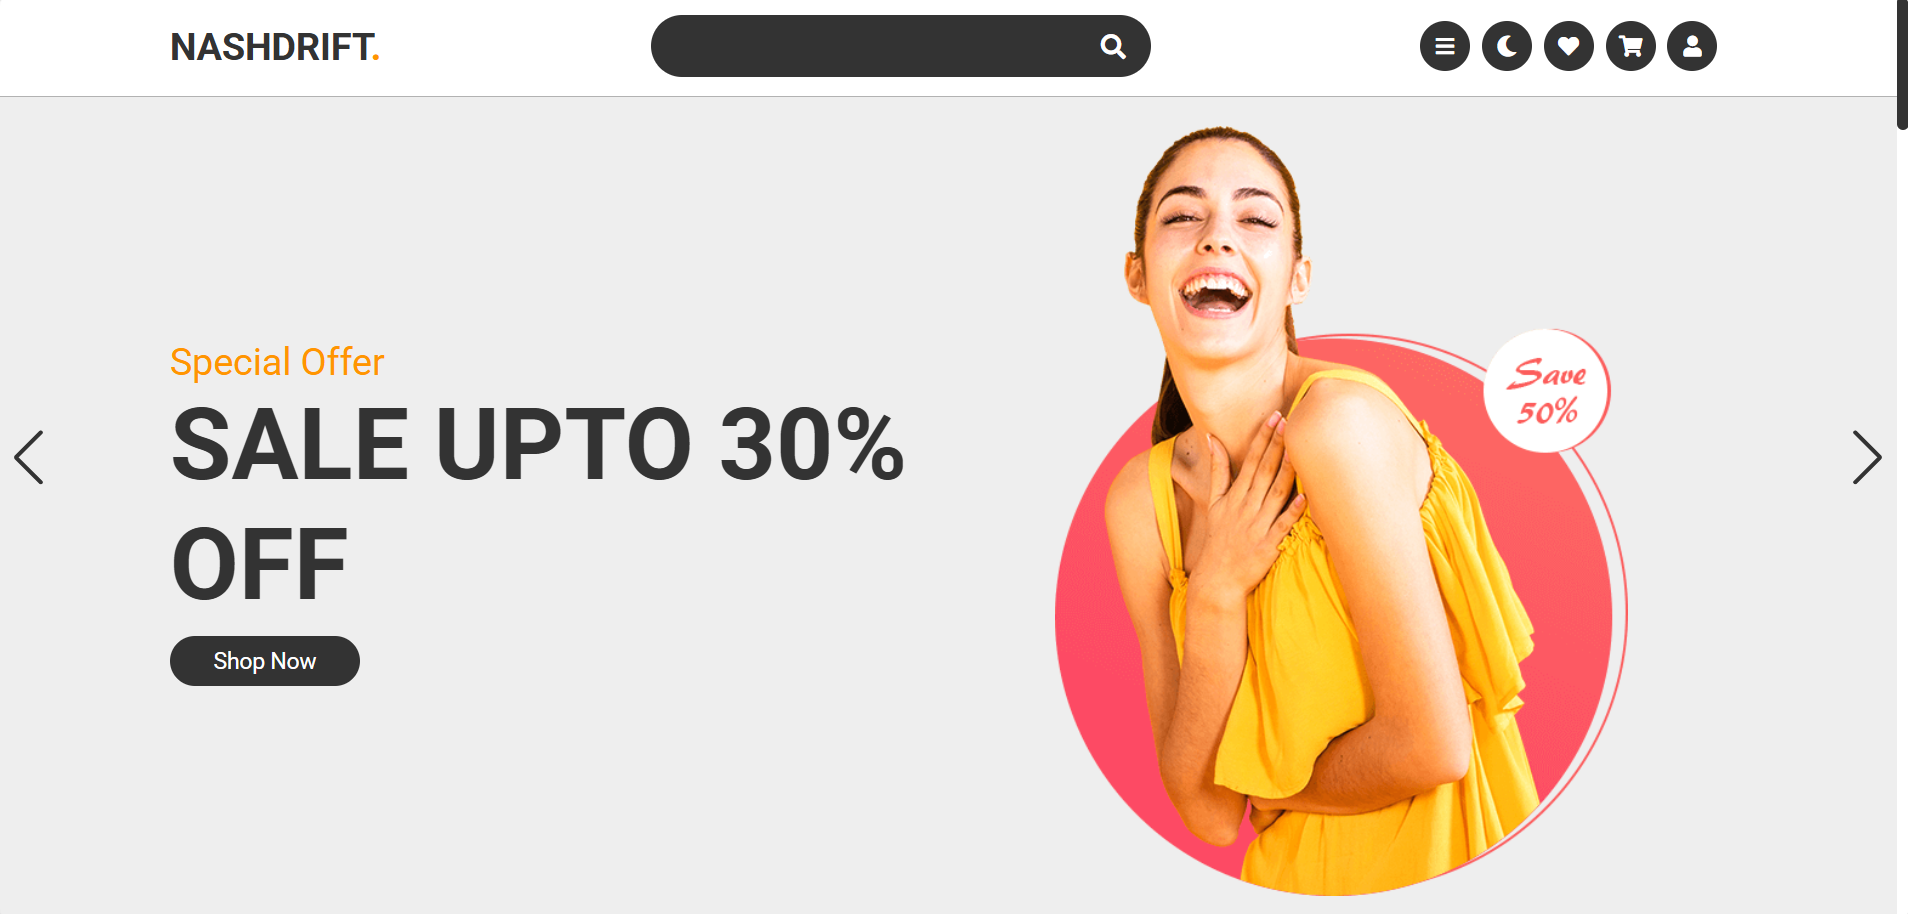 NASHDRIFT.
Special Offer
SALE UPTO 30%
OFF
Shop Now
Save
50%